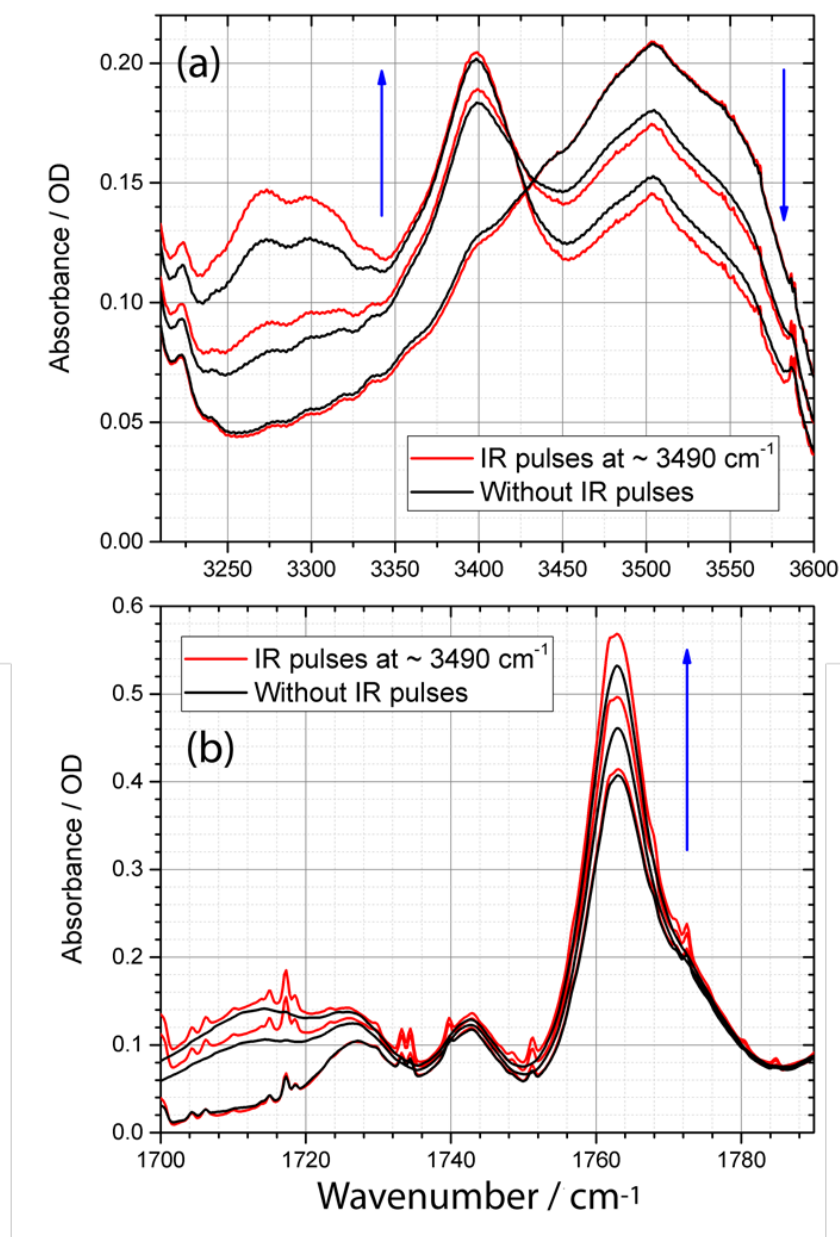 (a)
Absorbance / OD
0.20
0.15
0.10
0.05
0.00
IR pulses at ~ 3490 cm⁻¹
Without IR pulses
3250 3300 3350 3400 3450 3500 3550 3600
0.6
0.5
0.4
0.3
0.2
0.1
0.0
IR pulses at ~ 3490 cm⁻¹
Without IR pulses
(b)
Absorbance / OD
1700 1720 1740 1760 1780
Wavenumber / cm-1